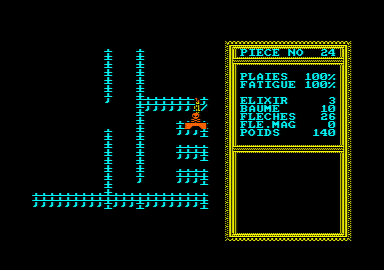 PIECE NO 24
PLAIES 100%
FATIGUE 100%
ELIXIR 3
BAUME 10
FLECHES 26
FLE.MAG 0
POIDS 140